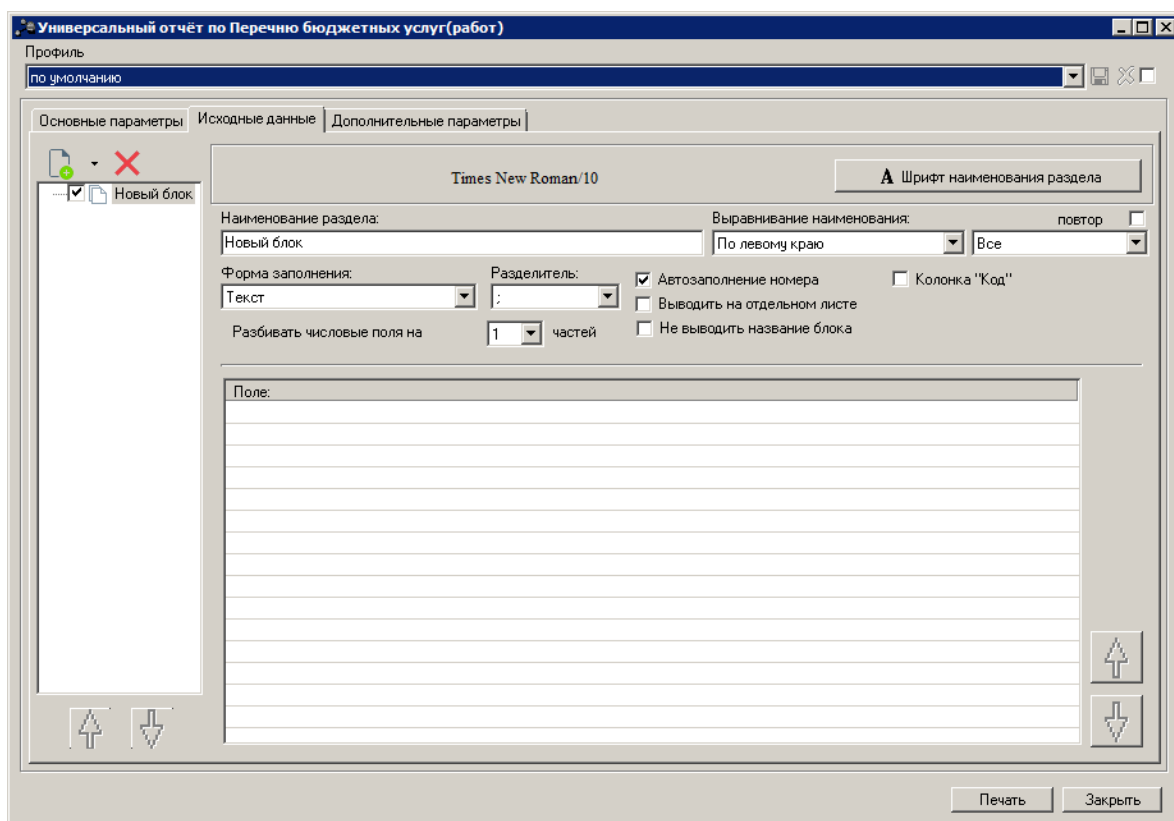 Универсальный отчёт по Перечню бюджетных услуг(работ)
Профиль
по умолчанию
Основные параметры Исходные данные Дополнительные параметры
Новый блок
Times New Roman/10
А Шрифт наименования раздела
Наименование раздела: Выравнивание наименования: повтор
Новый блок По левому краю Все
Форма заполнения: Разделитель:
Текст ; Автозаполнение номера Колонка "Код"
Выводить на отдельном листе
Разбивать числовые поля на 1 частей Не выводить название блока
Поле:
Печать Закрыть